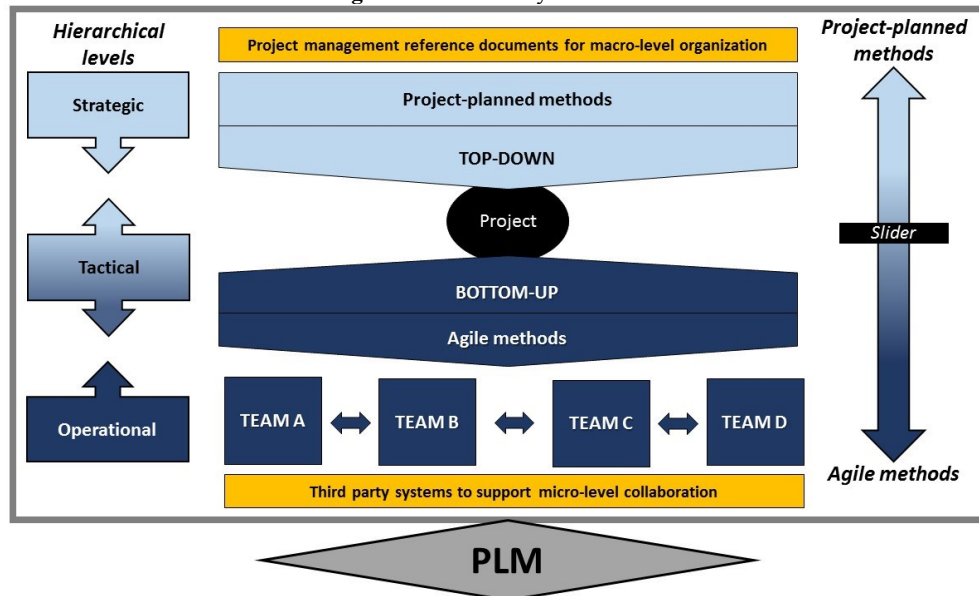 Hierarchical
levels
Strategic
Tactical
Operational
Project management reference documents for macro-level organization
Project-planned methods
TOP-DOWN
Project
BOTTOM-UP
Agile methods
TEAM A
TEAM B
TEAM C
TEAM D
Third party systems to support micro-level collaboration
Project-planned
methods
Slider
Agile methods
PLM